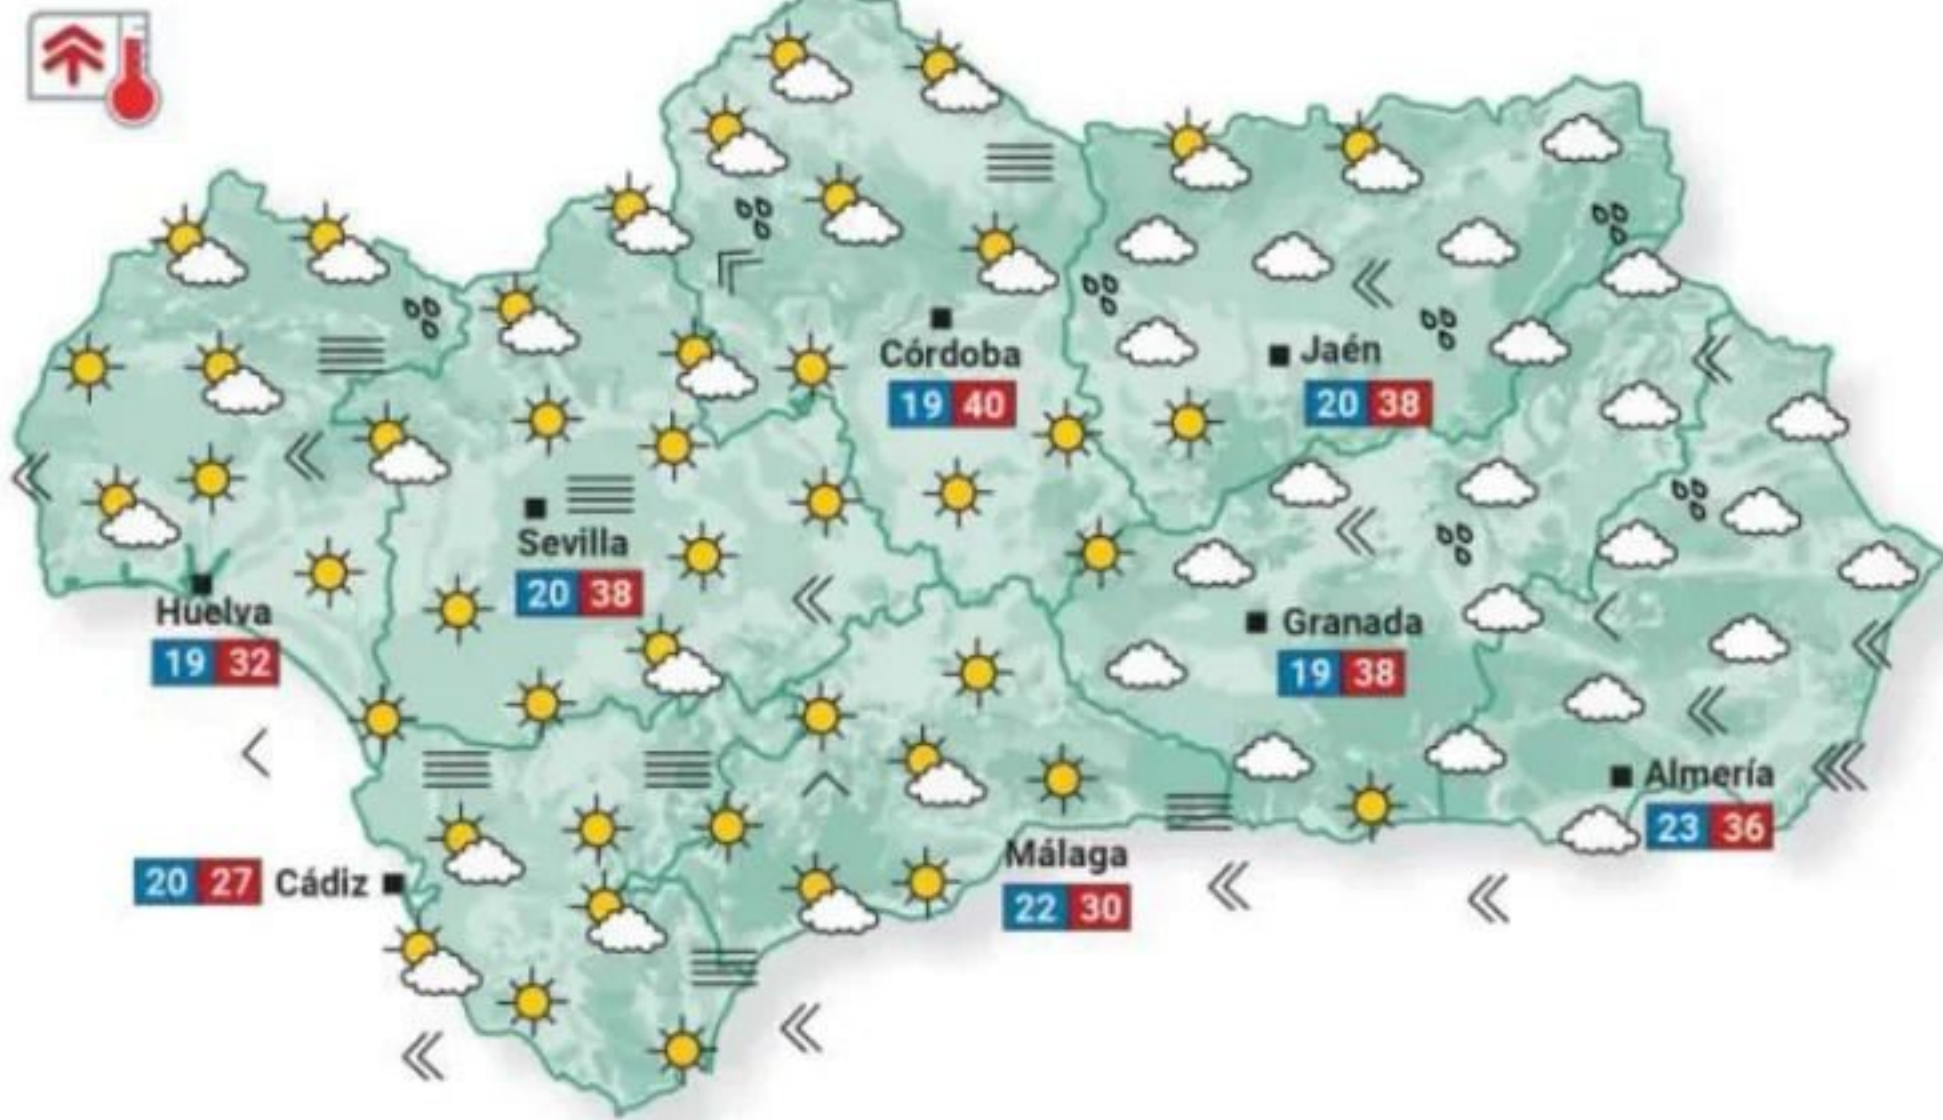 Córdoba
19 40
Jaén
20 38
Sevilla
20 38
Huelva
19 32
Granada
19 38
Almería
23 36
Málaga
22 30
20 27 Cádiz